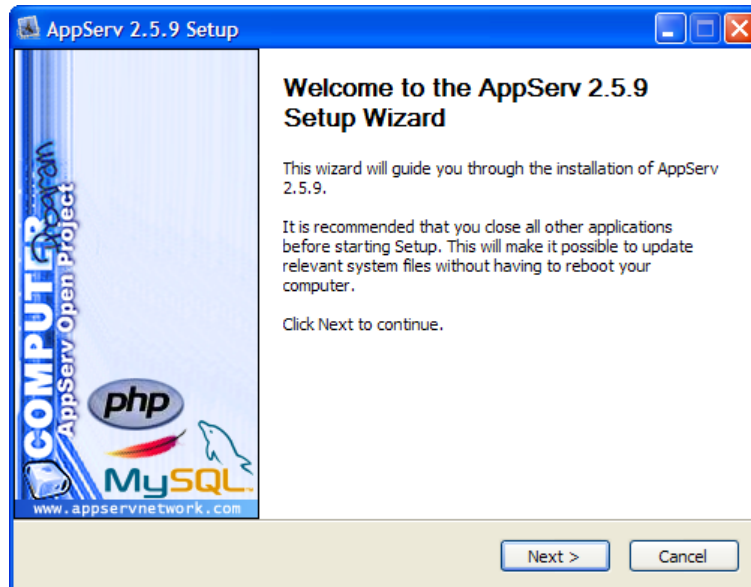 AppServ 2.5.9 Setup
COMPUTER
Program
AppServ Open Project
php
MySQL
www.appservnetwork.com
Welcome to the AppServ 2.5.9
Setup Wizard
This wizard will guide you through the installation of AppServ
2.5.9.
It is recommended that you close all other applications
before starting Setup. This will make it possible to update
relevant system files without having to reboot your
computer.
Click Next to continue.
Next >
Cancel